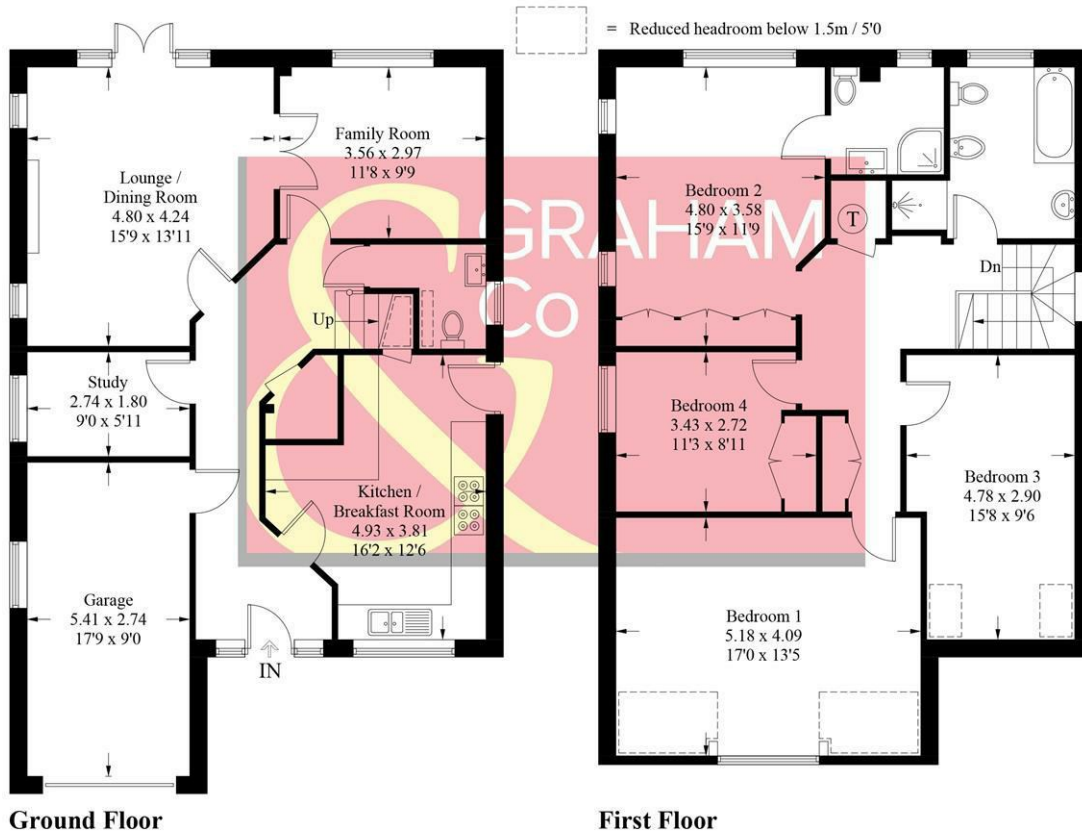 = Reduced headroom below 1.5m / 5'0
Lounge /
Dining Room
4.80 x 4.24
15'9 x 13'11
Family Room
3.56 x 2.97
11'8 x 9'9
Up
Study
2.74 x 1.80
9'0 x 5'11
Kitchen /
Breakfast Room
4.93 x 3.81
16'2 x 12'6
Garage
5.41 x 2.74
17'9 x 9'0
IN
Ground Floor
Bedroom 2
4.80 x 3.58
15'9 x 11'9
T
Dn
Bedroom 4
3.43 x 2.72
11'3 x 8'11
Bedroom 3
4.78 x 2.90
15'8 x 9'6
Bedroom 1
5.18 x 4.09
17'0 x 13'5
First Floor
&
GRAHAM
Co